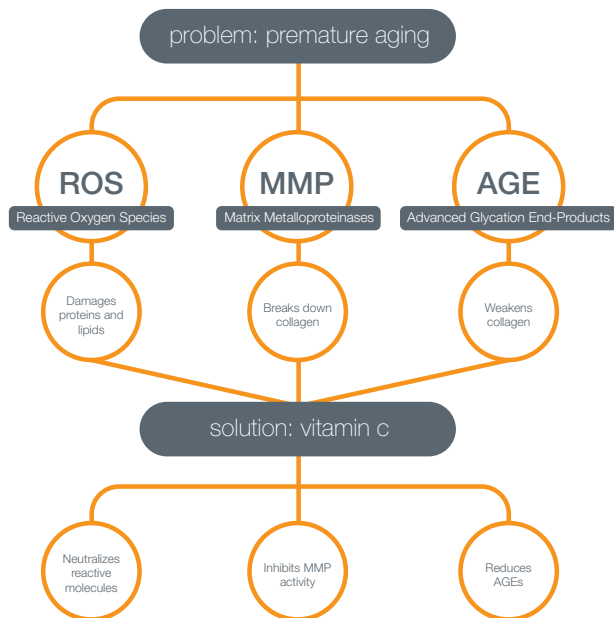 problem: premature aging
ROS
MMP
AGE
Reactive Oxygen Species
Matrix Metalloproteinases
Advanced Glycation End-Products
Damages
proteins and
lipids
Breaks down
collagen
Weakens
collagen
solution: vitamin c
Neutralizes
reactive
molecules
Inhibits MMP
activity
Reduces
AGEs